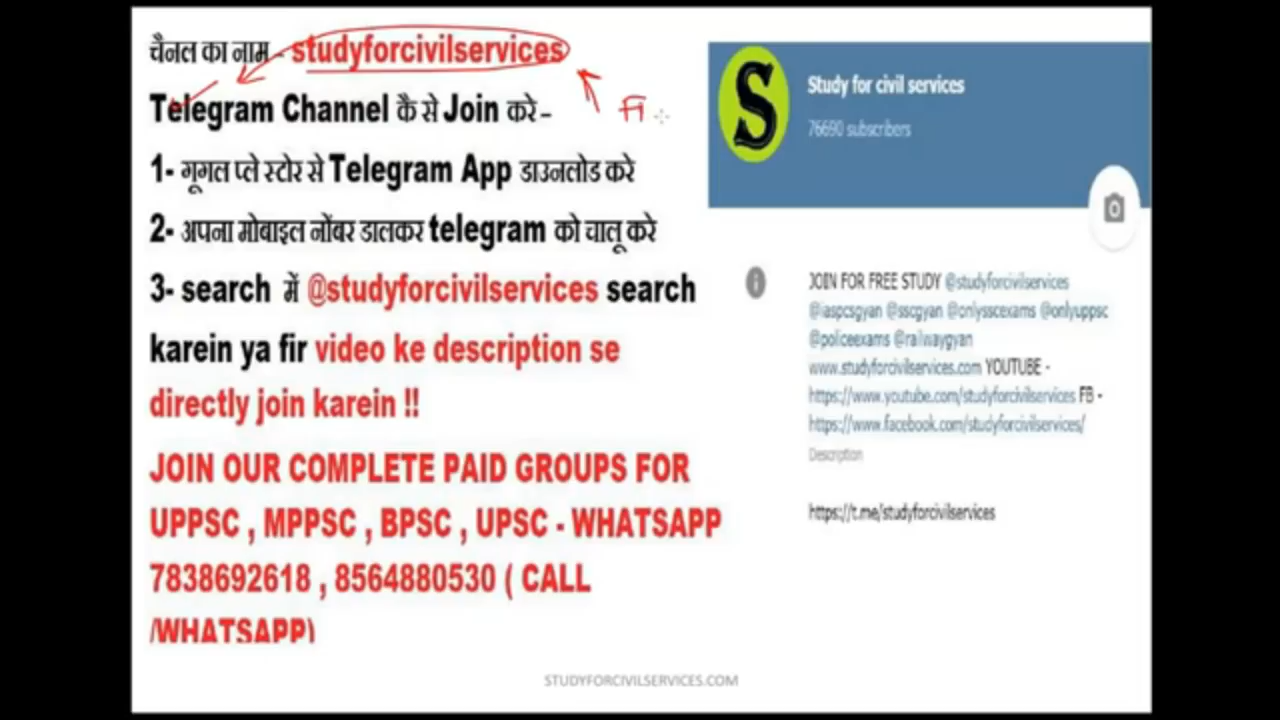 चैनल का नाम - studyforcivilservices
Telegram Channel कैसे Join करे -
1- गूगल प्ले स्टोर से Telegram App डाउनलोड करे
2- अपना मोबाइल नोंबर डालकर telegram को चालू करे
3- search में @studyforcivilservices search
karein ya fir video ke description se
directly join karein !!
JOIN OUR COMPLETE PAID GROUPS FOR
UPPSC , MPPSC , BPSC , UPSC - WHATSAPP
7838692618 , 8564880530 ( CALL
/WHATSAPP)
S
Study for civil services
76690 subscribers
JOIN FOR FREE STUDY @studyforcivilservices
@iaspcsgyan @sscgyan @onlysscexams @onlyuppsc
@policeexams @railwaygyan
www.studyforcivilservices.com YOUTUBE -
https://www.youtube.com/studyforcivilservices FB -
https://www.facebook.com/studyforcivilservices/
Description
https://t.me/studyforcivilservices
STUDYFORCIVILSERVICES.COM